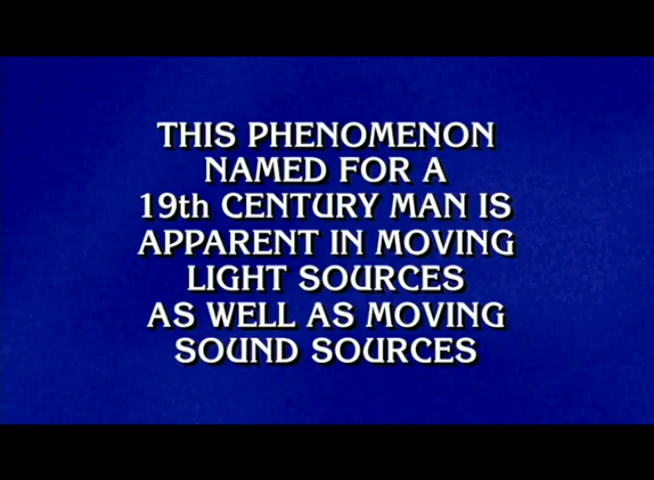 THIS PHENOMENON
NAMED FOR A
19th CENTURY MAN IS
APPARENT IN MOVING
LIGHT SOURCES
AS WELL AS MOVING
SOUND SOURCES